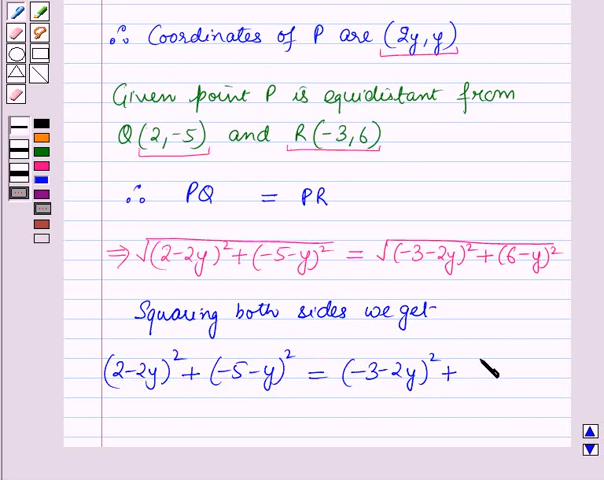 ∴ Coordinates of P are (2y, y)
Given point P is equidistant from
Q(2,-5) and R(-3,6)
∴ PQ = PR
⇒ √(2-2y)²+(-5-y)² = √(-3-2y)²+(6-y)²
Squaring both sides we get-
(2-2y)² + (-5-y)² = (-3-2y)² +